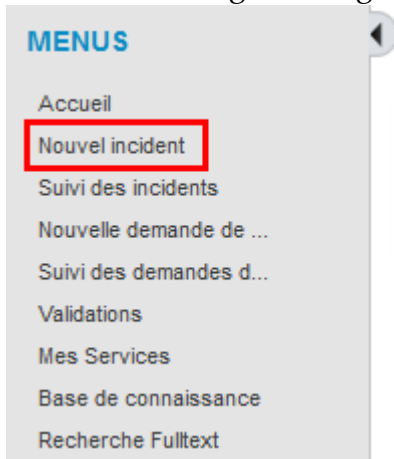 MENUS
Accueil
Nouvel incident
Suivi des incidents
Nouvelle demande de ...
Suivi des demandes d...
Validations
Mes Services
Base de connaissance
Recherche Fulltext